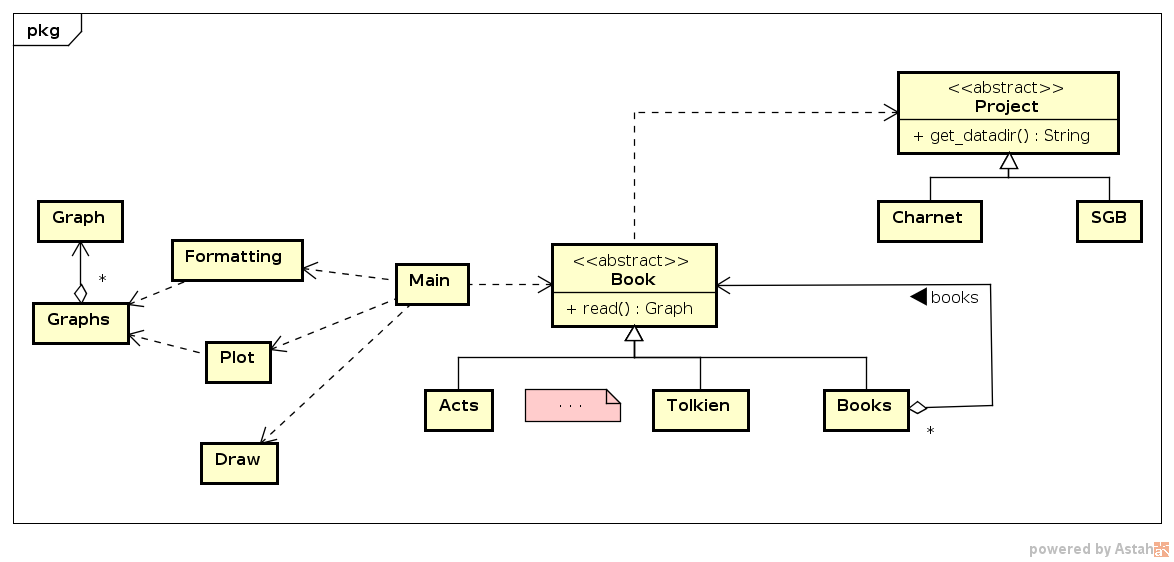 pkg
<<abstract>>
Project
+ get_datadir() : String
Charnet
SGB
Graph
*
Graphs
Formatting
Main
Plot
Draw
<<abstract>>
Book
+ read() : Graph
books
Acts
. . .
Tolkien
Books
*
powered by Astah